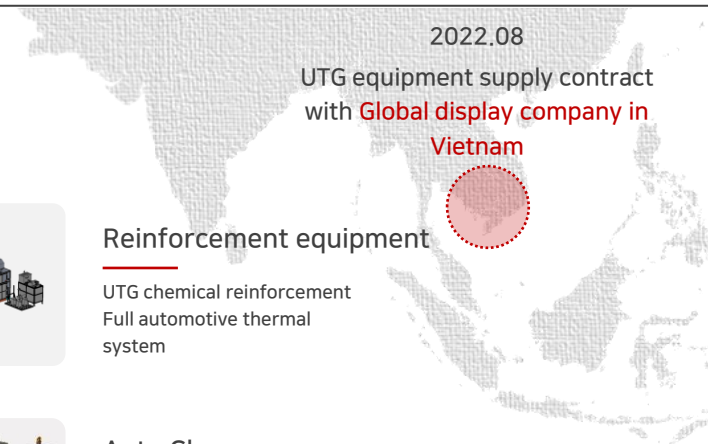 2022.08
UTG equipment supply contract
with Global display company in
Vietnam
Reinforcement equipment
UTG chemical reinforcement
Full automotive thermal
system